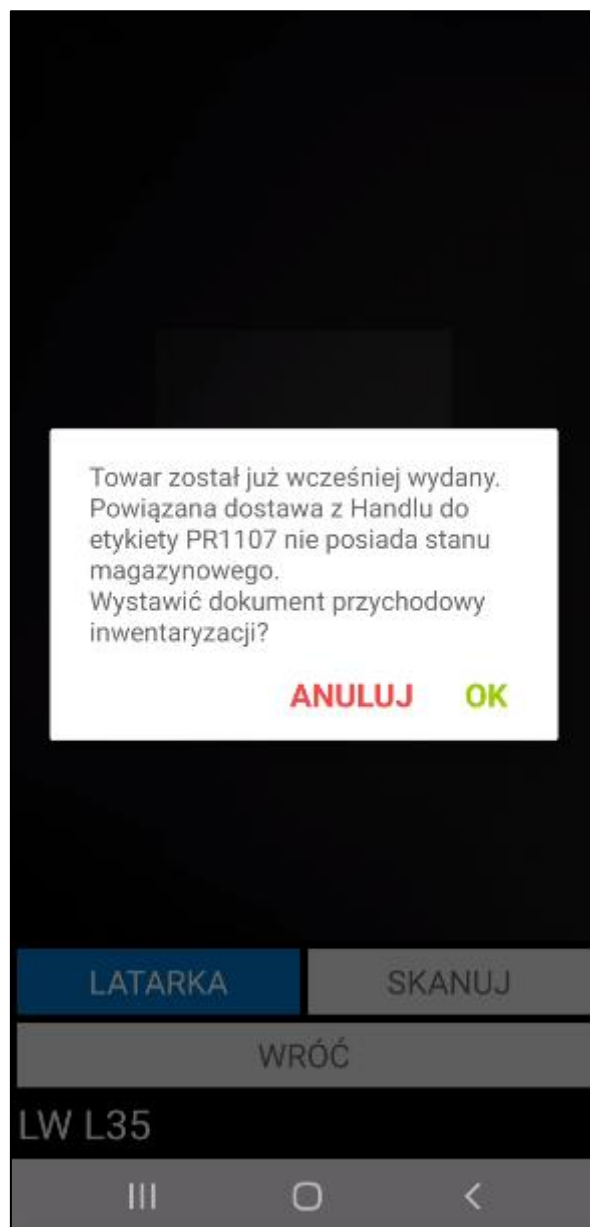 Towar został już wcześniej wydany.
Powiązana dostawa z Handlu do
etykiety PR1107 nie posiada stanu
magazynowego.
Wystawić dokument przychodowy
inwentaryzacji?
ANULUJ OK
LATARKA SKANUJ
WRÓĆ
LW L35